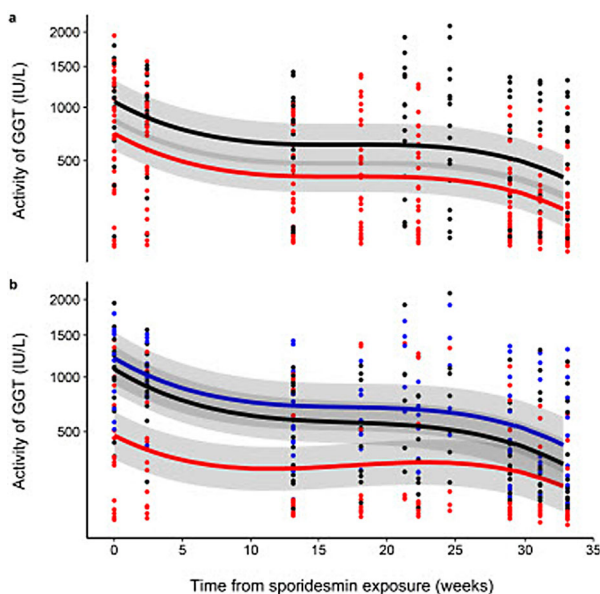 a
2000
1500
1000
500
Activity of GGT (IU/L)
b
2000
1500
1000
500
Activity of GGT (IU/L)
0 5 10 15 20 25 30 35
Time from sporidesmin exposure (weeks)